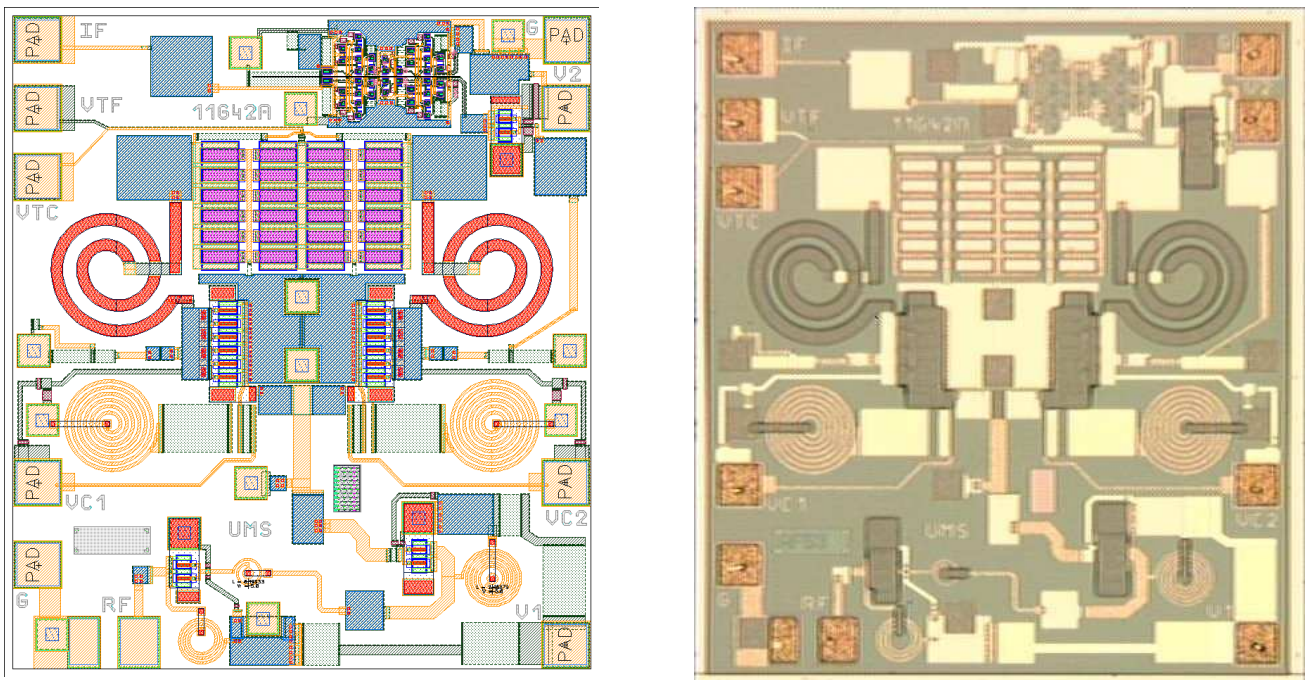 PAD IF G PAD
PAD VTF V2
11642A PAD
PAD
VTC
PAD VC1 PAD
VC2
UMS
PAD
G RF V1
PAD
IF G
VTF V2
11642A
VTC
VC1 VC2
UMS
G RF V1